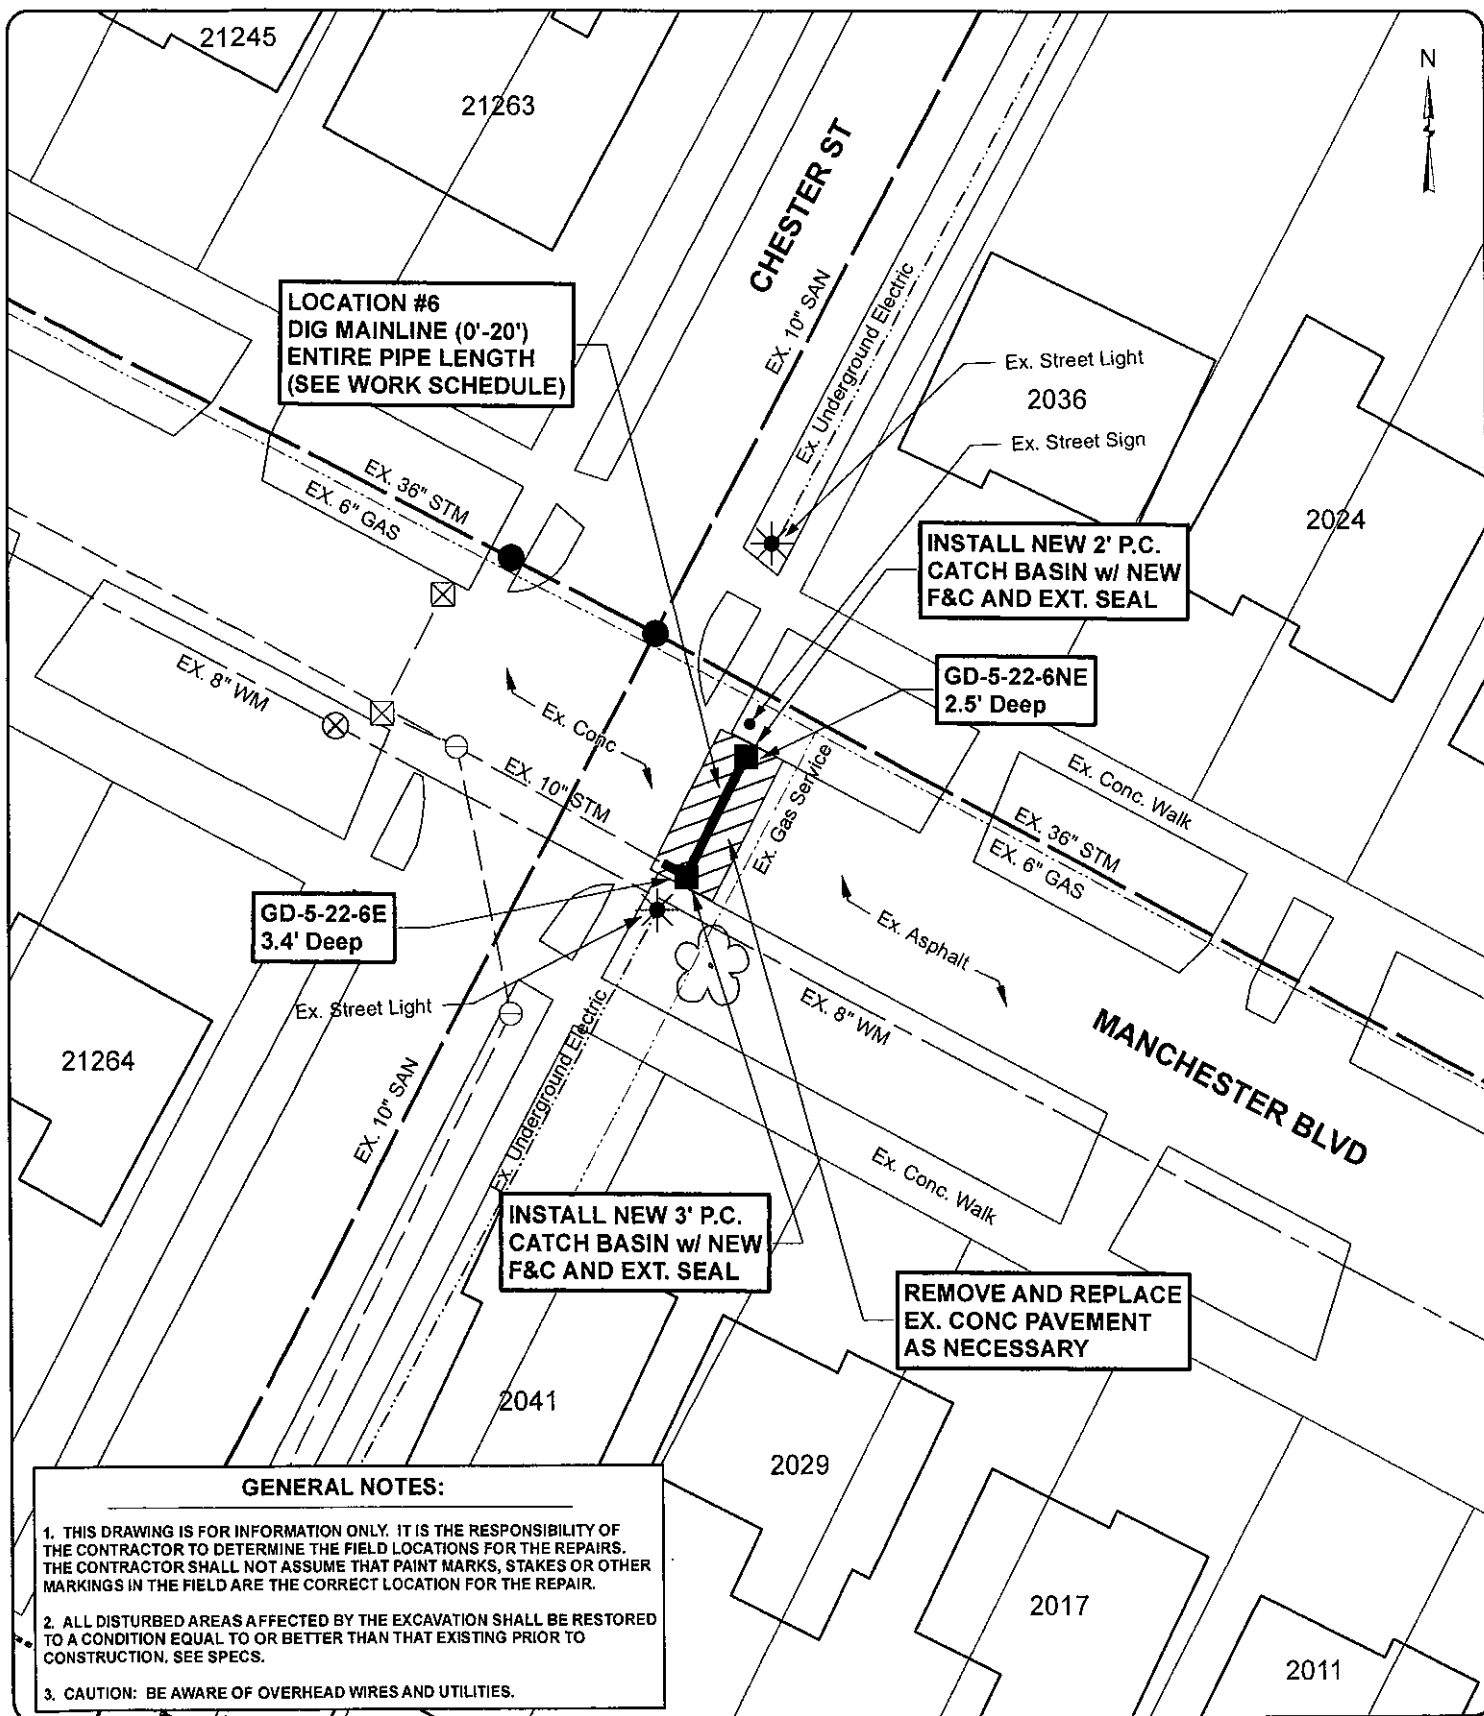 21245
21263
N
CHESTER ST
LOCATION #6
DIG MAINLINE (0'-20')
ENTIRE PIPE LENGTH
(SEE WORK SCHEDULE)
EX. 10" SAN
Ex. Underground Electric
Ex. Street Light
2036
Ex. Street Sign
2024
EX. 36" STM
EX. 6" GAS
INSTALL NEW 2' P.C.
CATCH BASIN w/ NEW
F&C AND EXT. SEAL
EX. 8" WM
GD-5-22-6NE
2.5' Deep
Ex. Conc
EX. 10" STM
Ex. Gas Service
Ex. Conc. Walk
EX. 36" STM
EX. 6" GAS
GD-5-22-6E
3.4' Deep
Ex. Asphalt
Ex. Street Light
EX. 8" WM
21264
MANCHESTER BLVD
EX. 10" SAN
Ex. Underground Electric
Ex. Conc. Walk
INSTALL NEW 3' P.C.
CATCH BASIN w/ NEW
F&C AND EXT. SEAL
REMOVE AND REPLACE
EX. CONC PAVEMENT
AS NECESSARY
2041
2029
2017
2011
GENERAL NOTES:
1. THIS DRAWING IS FOR INFORMATION ONLY. IT IS THE RESPONSIBILITY OF
THE CONTRACTOR TO DETERMINE THE FIELD LOCATIONS FOR THE REPAIRS.
THE CONTRACTOR SHALL NOT ASSUME THAT PAINT MARKS, STAKES OR OTHER
MARKINGS IN THE FIELD ARE THE CORRECT LOCATION FOR THE REPAIR.
2. ALL DISTURBED AREAS AFFECTED BY THE EXCAVATION SHALL BE RESTORED
TO A CONDITION EQUAL TO OR BETTER THAN THAT EXISTING PRIOR TO
CONSTRUCTION. SEE SPECS.
3. CAUTION: BE AWARE OF OVERHEAD WIRES AND UTILITIES.